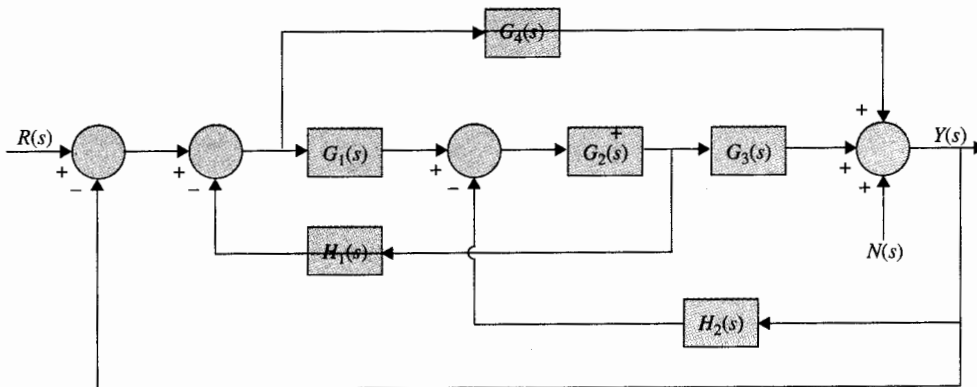 G₄(s)
+
R(s)
+
−
+
−
G₁(s)
+
−
G₂(s)
+
G₃(s)
+
+
Y(s)
N(s)
H₁(s)
H₂(s)